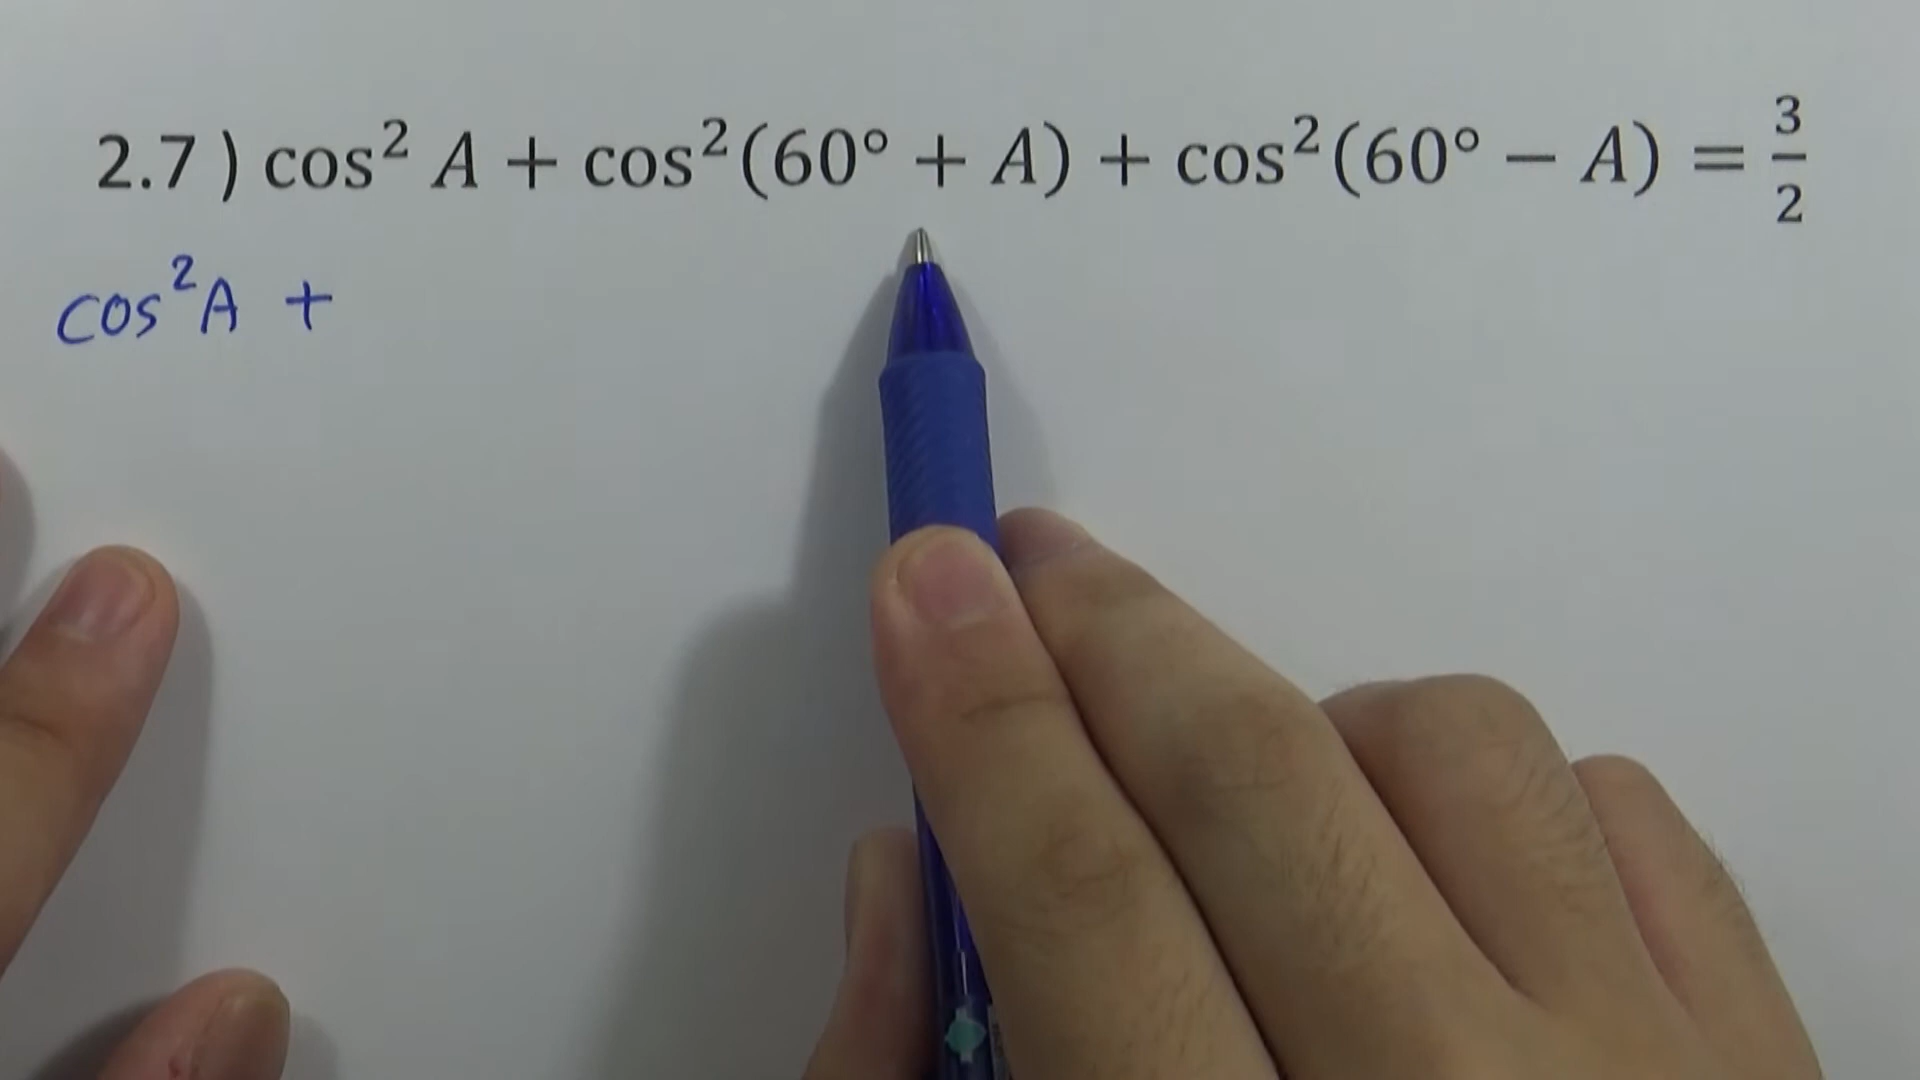 2.7 ) cos² A + cos²(60° + A) + cos²(60° − A) = 3/2
cos²A +